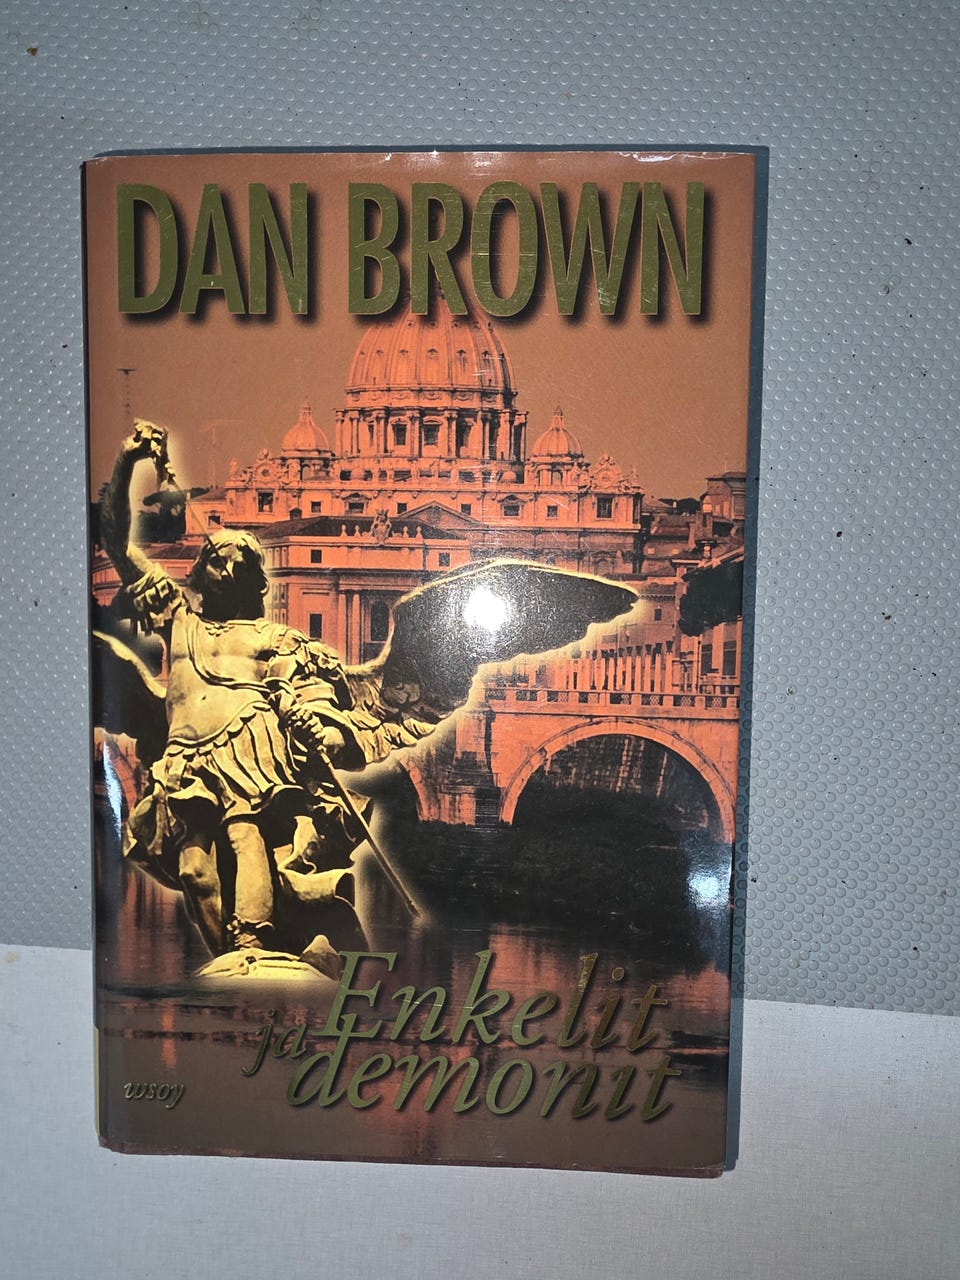 DAN BROWN
Enkelit
ja demonit
wsoy